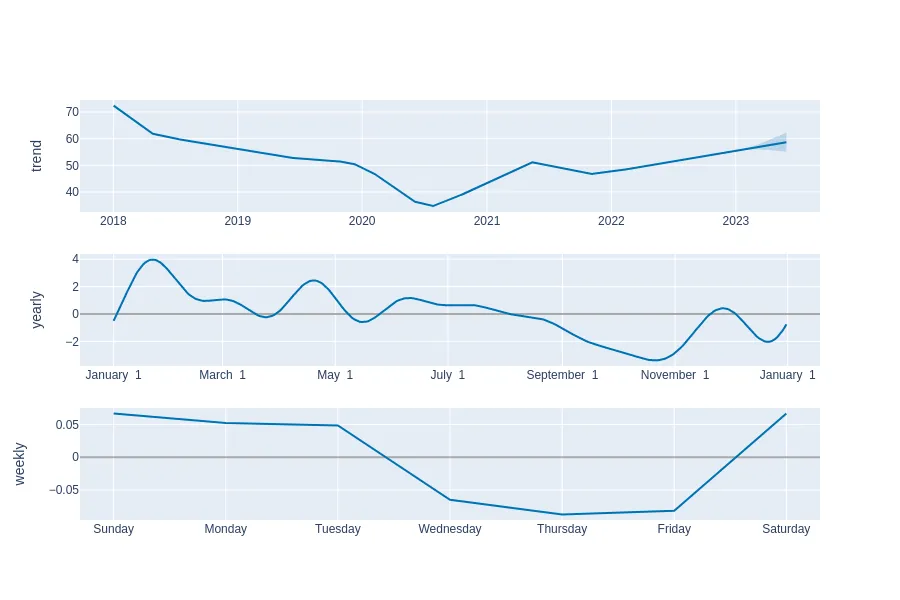 trend
70
60
50
40
2018 2019 2020 2021 2022 2023
yearly
4
2
0
−2
January 1 March 1 May 1 July 1 September 1 November 1 January 1
weekly
0.05
0
−0.05
Sunday Monday Tuesday Wednesday Thursday Friday Saturday